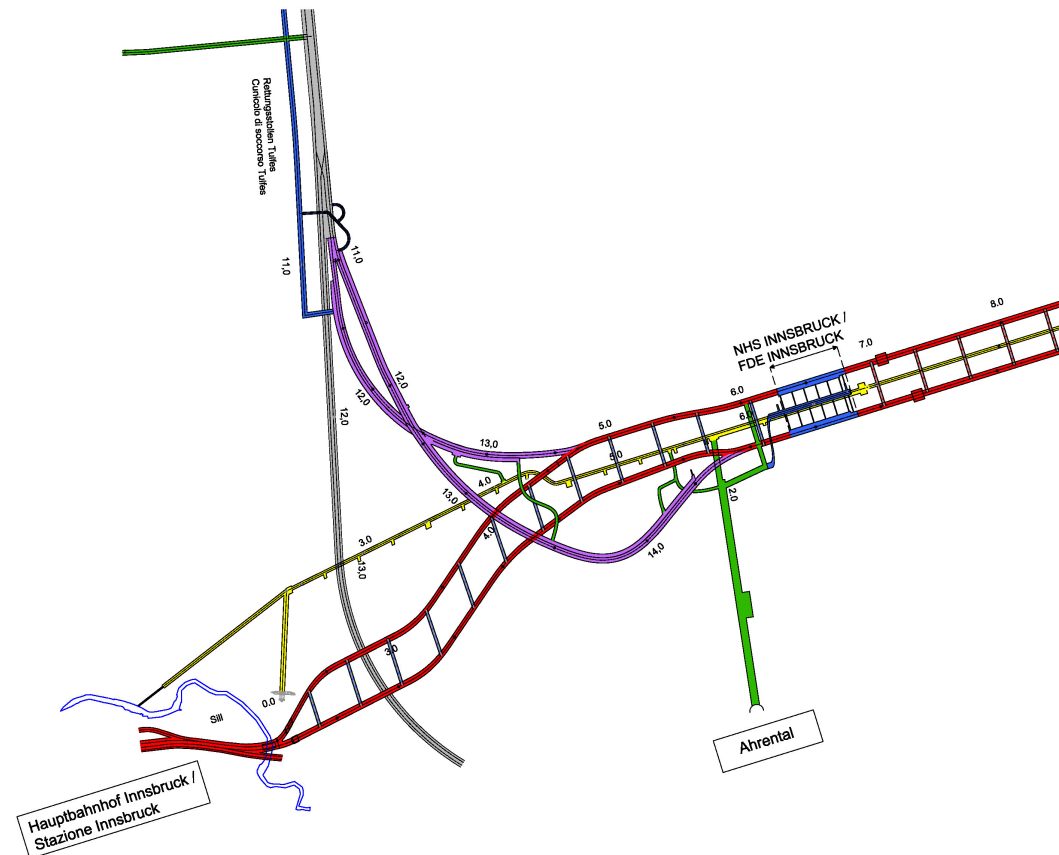 Rettungsstollen Tulfes
Cunicolo di soccorso Tulfes
11,0
11,0
8.0
NHS INNSBRUCK /
FDE INNSBRUCK
7.0
12,0
12,0
12,0
6.0
6.0
5.0
5.0
13,0
4.0
13,0
2.0
4.0
3.0
13,0
14,0
3.0
0.0
Sill
Ahrental
Hauptbahnhof Innsbruck /
Stazione Innsbruck